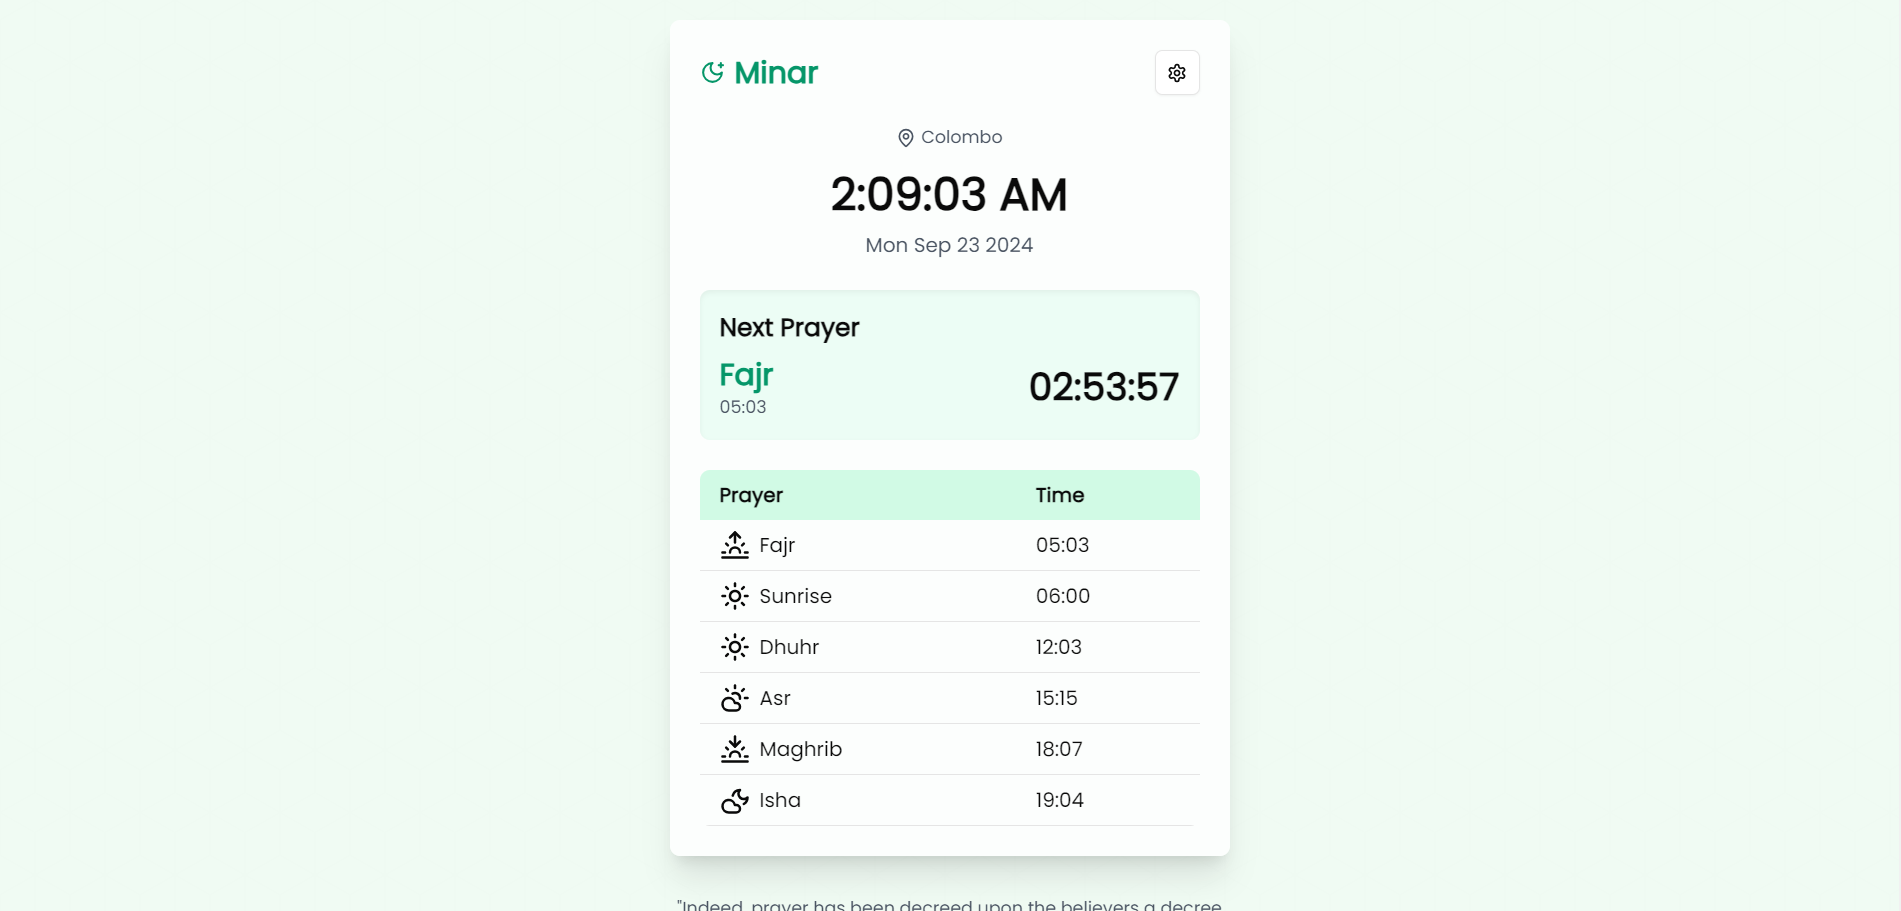 Minar
Colombo
2:09:03 AM
Mon Sep 23 2024
Next Prayer
Fajr
05:03
02:53:57
Prayer Time
Fajr 05:03
Sunrise 06:00
Dhuhr 12:03
Asr 15:15
Maghrib 18:07
Isha 19:04
"Indeed, prayer has been decreed upon the believers a decree